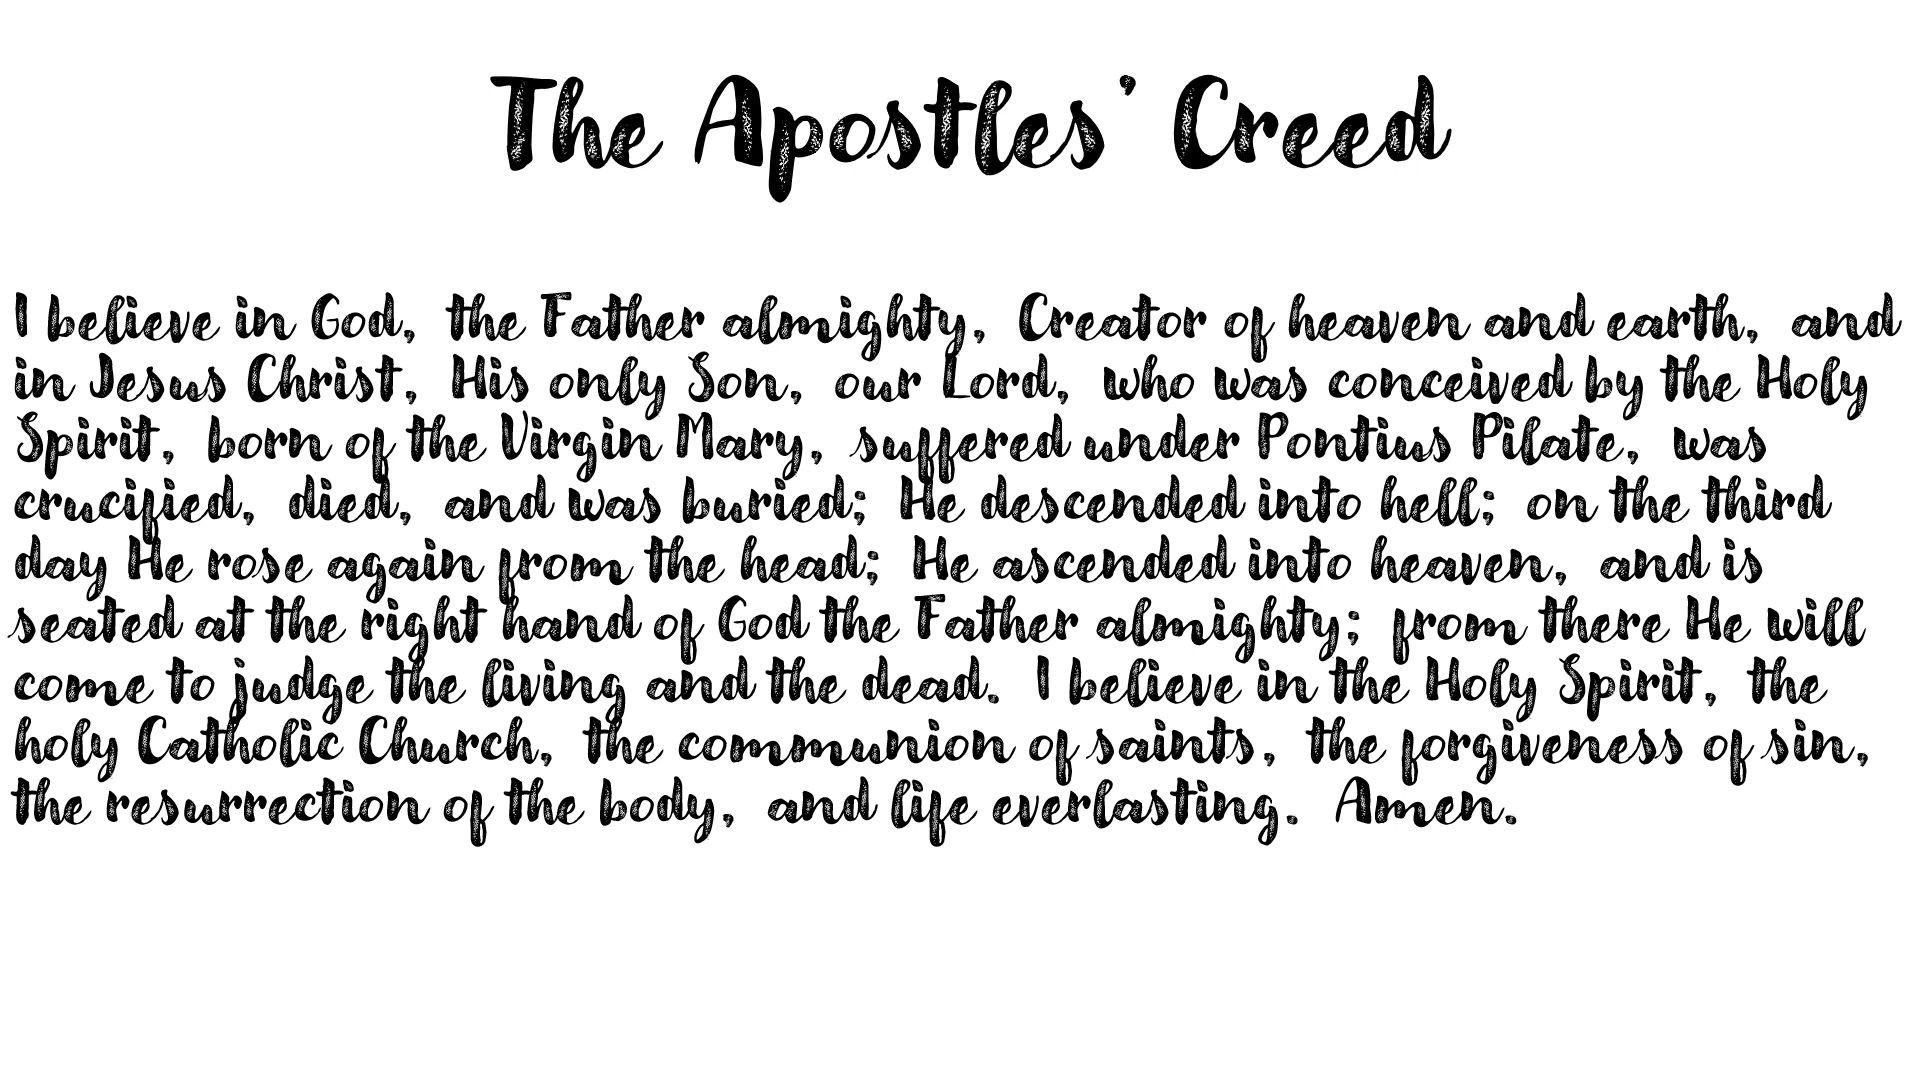 The Apostles' Creed
I believe in God, the Father almighty, Creator of heaven and earth, and
in Jesus Christ, His only Son, our Lord, who was conceived by the Holy
Spirit, born of the Virgin Mary, suffered under Pontius Pilate, was
crucified, died, and was buried; He descended into hell; on the third
day He rose again from the head; He ascended into heaven, and is
seated at the right hand of God the Father almighty; from there He will
come to judge the living and the dead. I believe in the Holy Spirit, the
holy Catholic Church, the communion of saints, the forgiveness of sin,
the resurrection of the body, and life everlasting. Amen.